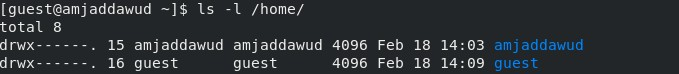 [guest@amjaddawud ~]$ ls -l /home/
total 8
drwx------. 15 amjaddawud amjaddawud 4096 Feb 18 14:03 amjaddawud
drwx------. 16 guest      guest      4096 Feb 18 14:09 guest